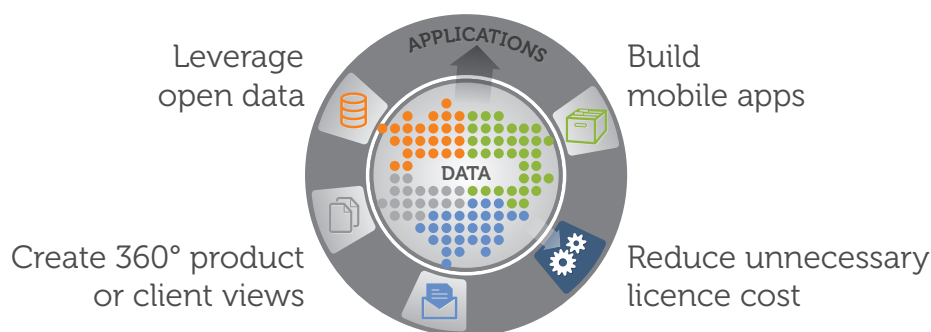 APPLICATIONS
Leverage
open data
Build
mobile apps
DATA
Create 360° product
or client views
Reduce unnecessary
licence cost